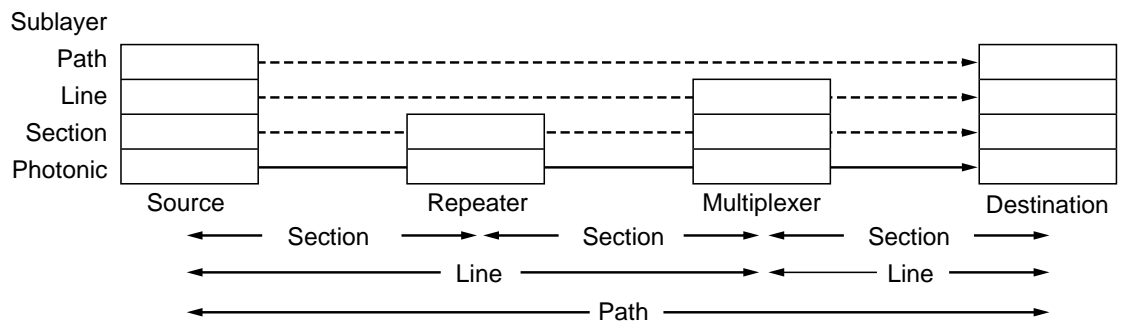 Sublayer
Path
Line
Section
Photonic
Source Repeater Multiplexer Destination
Section Section Section
Line Line
Path